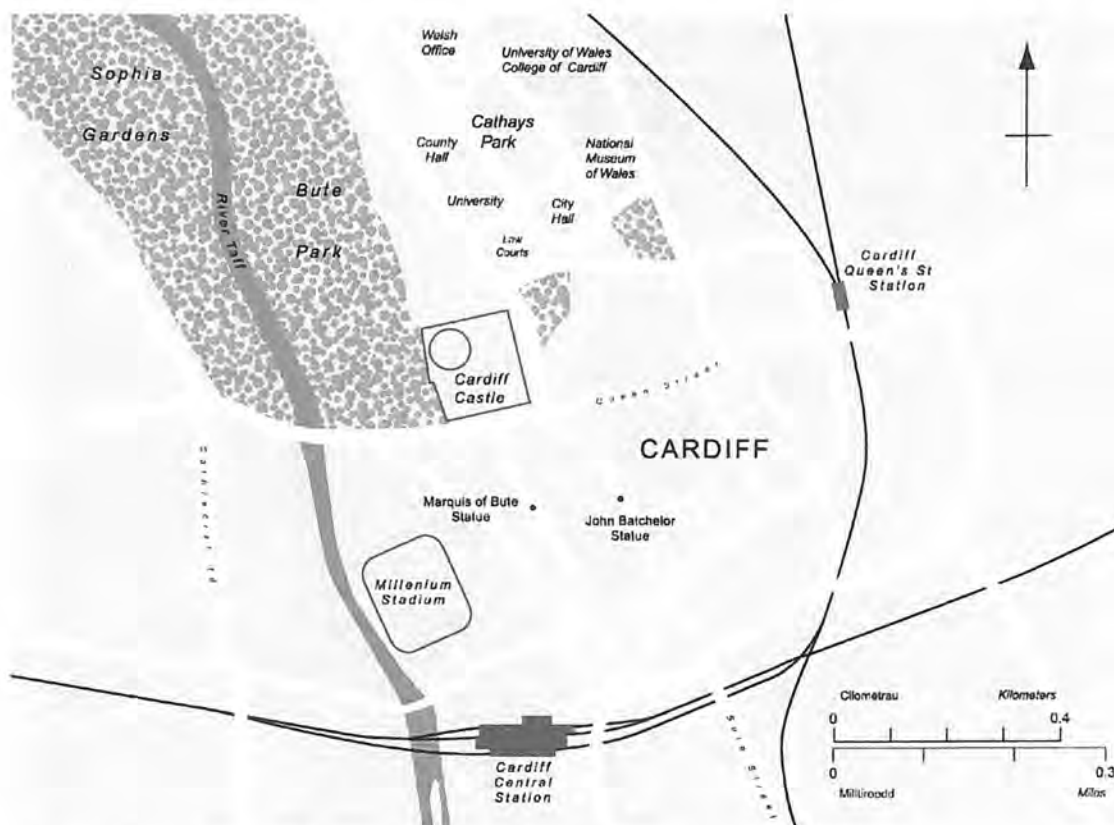 Sophia
Gardens
River Taff
Bute
Park
Welsh
Office
University of Wales
College of Cardiff
Cathays
Park
County
Hall
National
Museum
of Wales
University
City
Hall
Law
Courts
Cardiff
Queen's St
Station
Cardiff
Castle
Queen Street
CARDIFF
Marquis of Bute
Statue
John Batchelor
Statue
Millenium
Stadium
Cardiff
Central
Station
Bute Street
Cilometrau
Kilometers
0
0.4
0
0.3
Miles